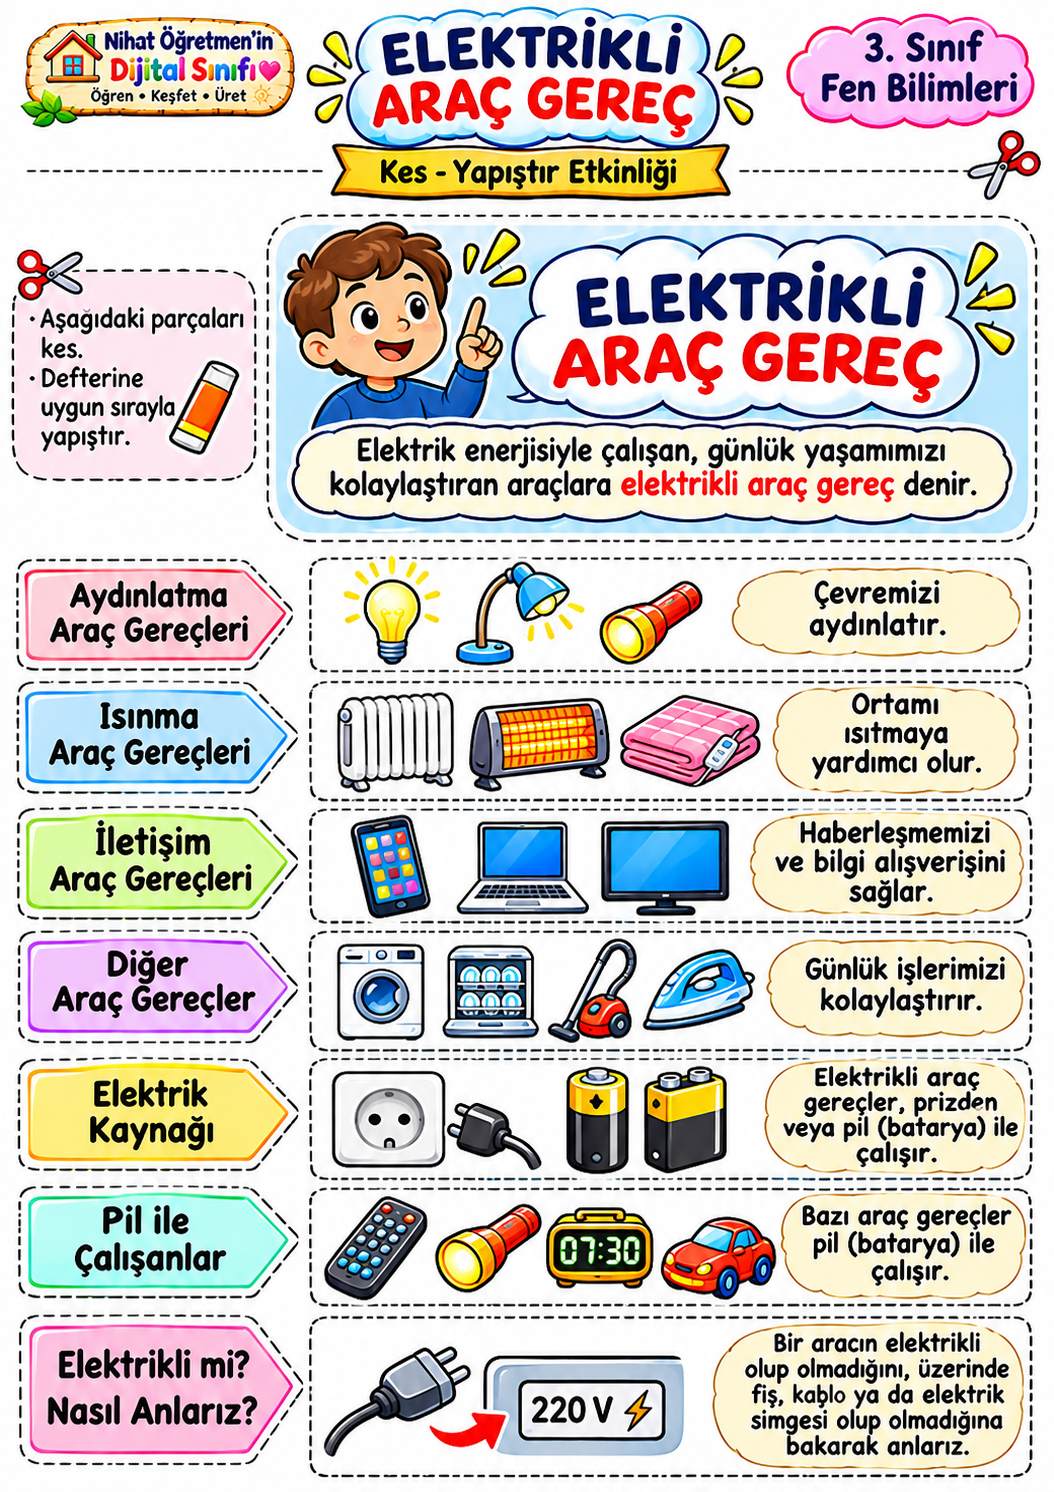 Nihat Öğretmen'in
Dijital Sınıfı
Öğren • Keşfet • Üret
ELEKTRİKLİ
ARAÇ GEREÇ
Kes - Yapıştır Etkinliği
3. Sınıf
Fen Bilimleri
• Aşağıdaki parçaları
kes.
• Defterine
uygun sırayla
yapıştır.
ELEKTRİKLİ
ARAÇ GEREÇ
Elektrik enerjisiyle çalışan, günlük yaşamımızı
kolaylaştıran araçlara elektrikli araç gereç denir.
Aydınlatma
Araç Gereçleri
Çevremizi
aydınlatır.
Isınma
Araç Gereçleri
Ortamı
ısıtmaya
yardımcı olur.
İletişim
Araç Gereçleri
Haberleşmemizi
ve bilgi alışverişini
sağlar.
Diğer
Araç Gereçler
Günlük işlerimizi
kolaylaştırır.
Elektrik
Kaynağı
Elektrikli araç
gereçler, prizden
veya pil (batarya) ile
çalışır.
Pil ile
Çalışanlar
07:30
Bazı araç gereçler
pil (batarya) ile
çalışır.
Elektrikli mi?
Nasıl Anlarız?
220 V
Bir aracın elektrikli
olup olmadığını, üzerinde
fiş, kablo ya da elektrik
simgesi olup olmadığına
bakarak anlarız.